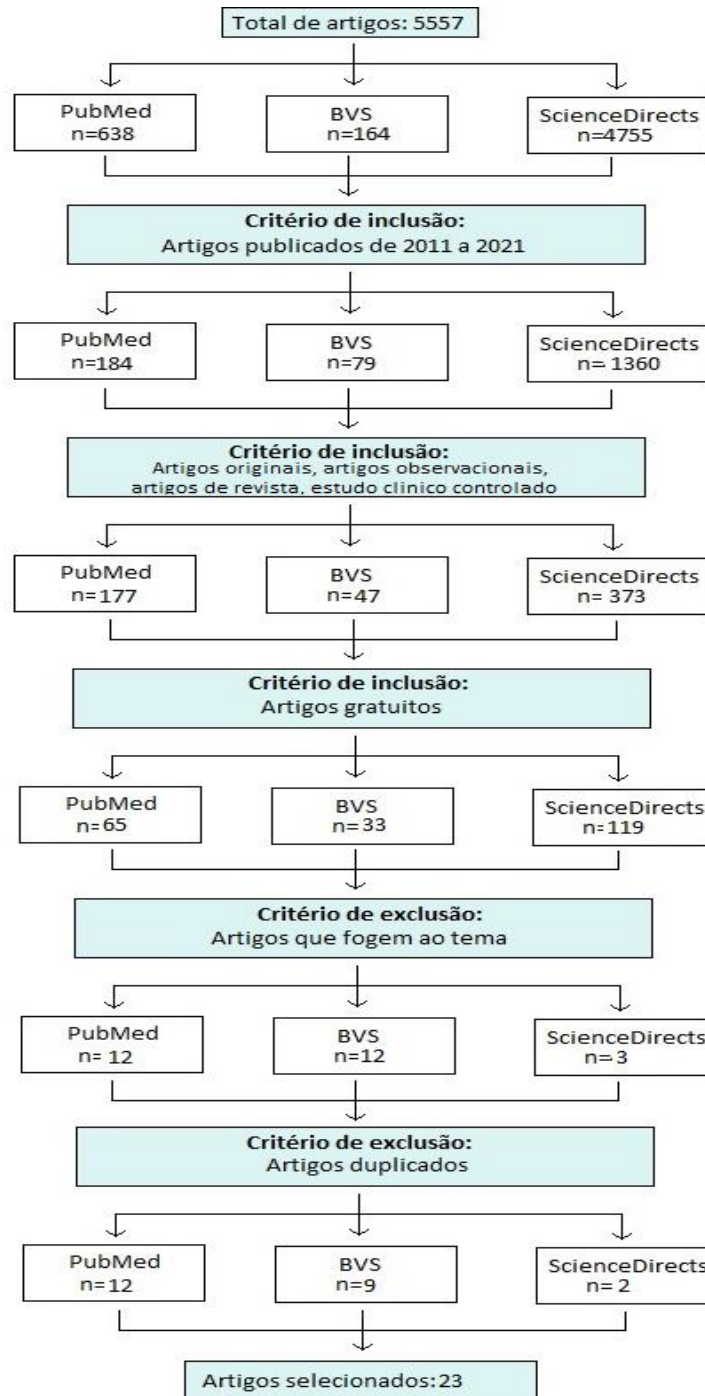 Total de artigos: 5557
PubMed
n=638
BVS
n=164
ScienceDirects
n=4755
Critério de inclusão:
Artigos publicados de 2011 a 2021
PubMed
n=184
BVS
n=79
ScienceDirects
n= 1360
Critério de inclusão:
Artigos originais, artigos observacionais,
artigos de revista, estudo clinico controlado
PubMed
n=177
BVS
n=47
ScienceDirects
n= 373
Critério de inclusão:
Artigos gratuitos
PubMed
n=65
BVS
n=33
ScienceDirects
n=119
Critério de exclusão:
Artigos que fogem ao tema
PubMed
n= 12
BVS
n=12
ScienceDirects
n= 3
Critério de exclusão:
Artigos duplicados
PubMed
n=12
BVS
n=9
ScienceDirects
n= 2
Artigos selecionados:23